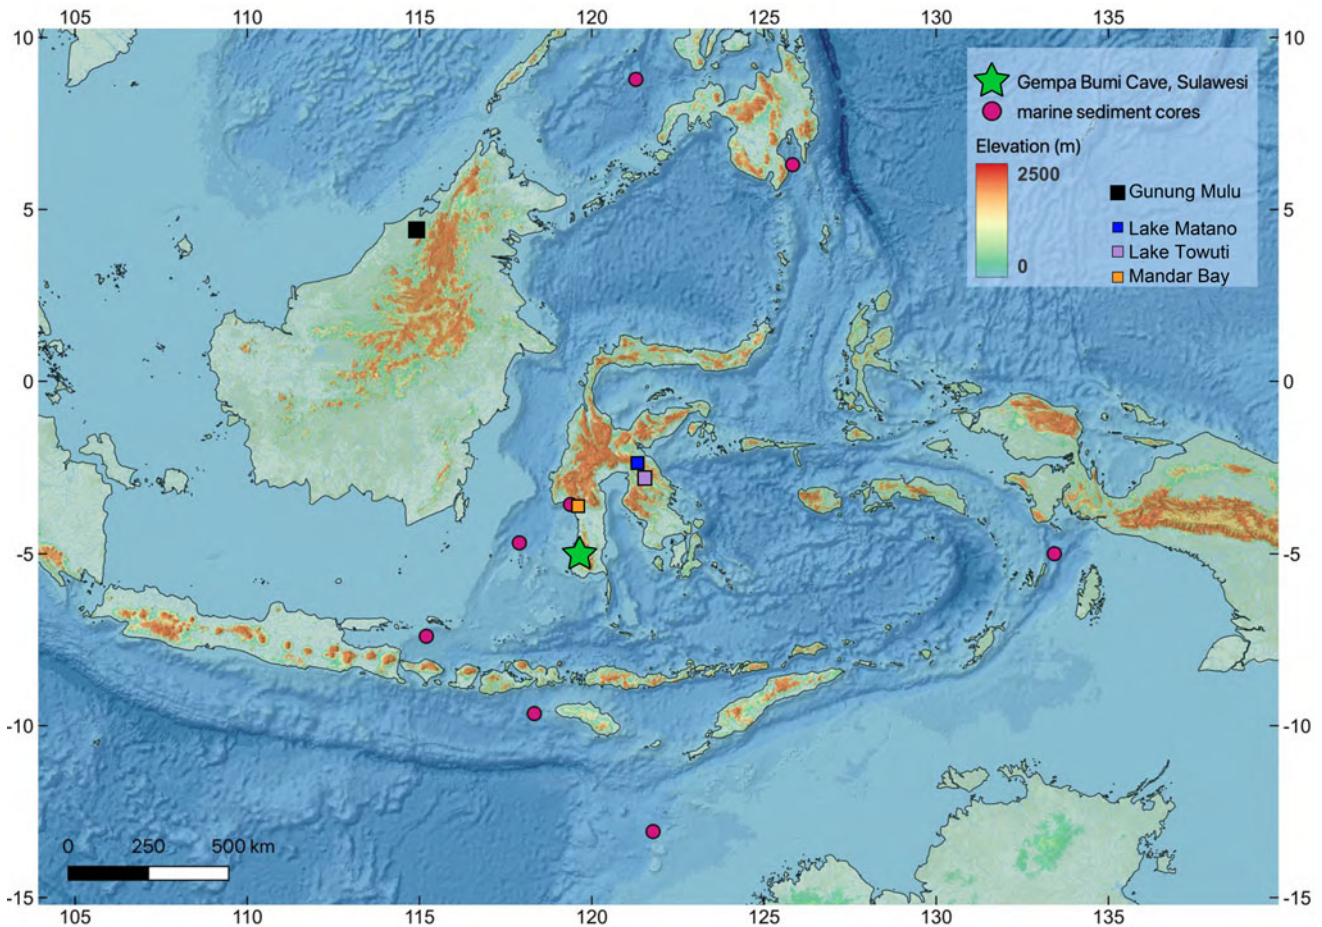 105 110 115 120 125 130 135
10 10
Gempa Bumi Cave, Sulawesi
marine sediment cores
Elevation (m)
2500
0
Gunung Mulu
Lake Matano
Lake Towuti
Mandar Bay
5 5
0 0
-5 -5
-10 -10
0 250 500 km
-15 -15
105 110 115 120 125 130 135